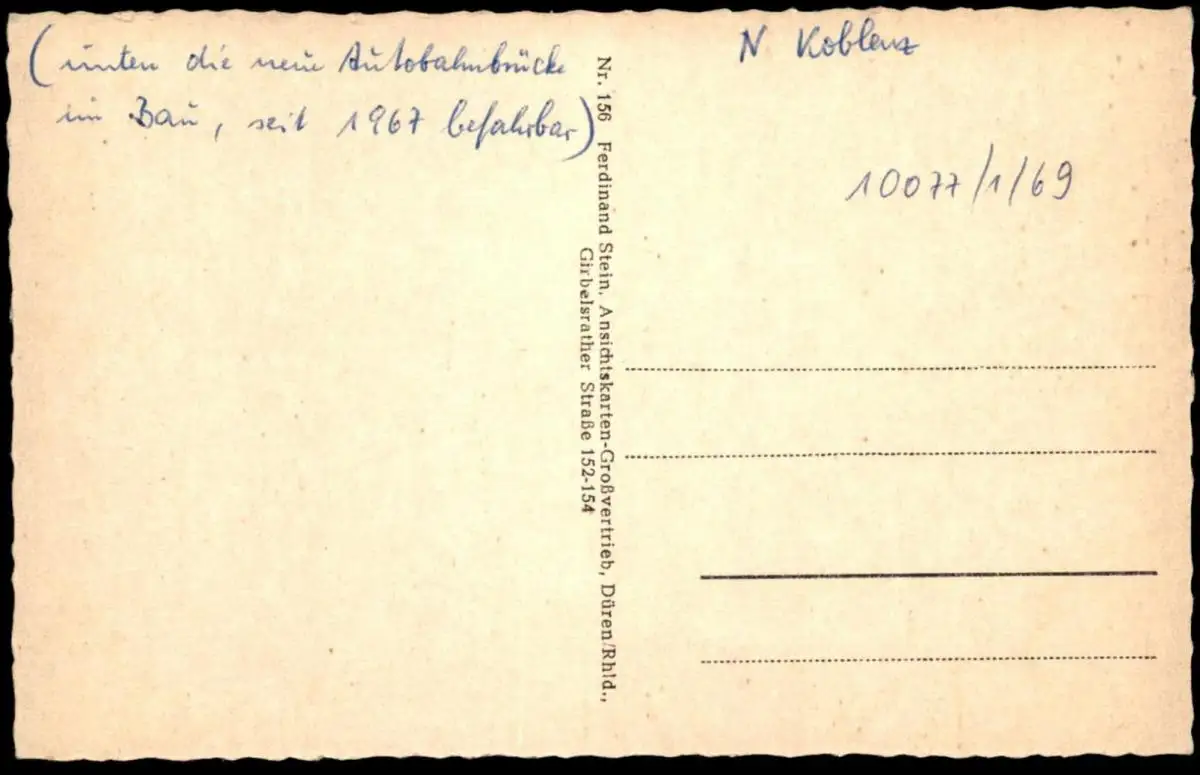 (unten die neue Autobahnbrücke
im Bau, seit 1967 befahrbar)
Nr. 156 Ferdinand Stein, Ansichtskarten-Großvertrieb, Düren/Rhld.,
Girbelsrather Straße 152-154
N Koblenz
10077/1/69